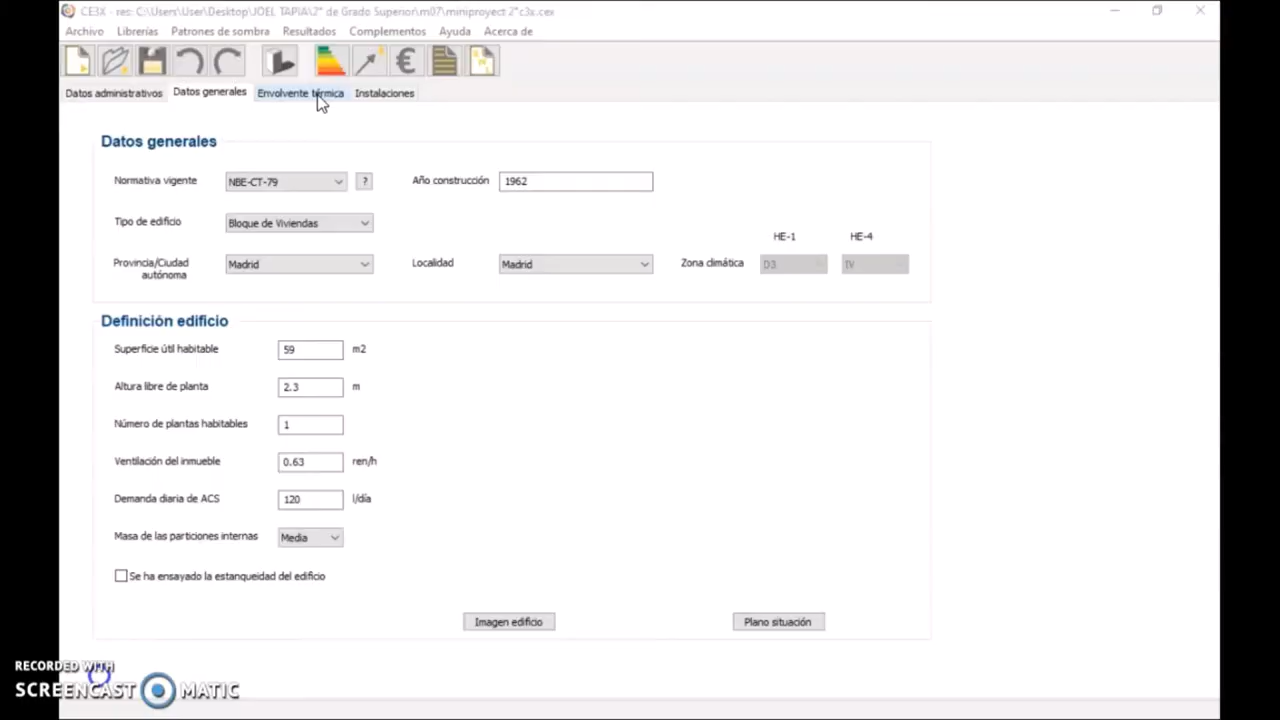 CE3X - res: C:\Users\User\Desktop\JOEL TAPIA\2° de Grado Superior\m07\miniproyect 2°c3x.cex
Archivo Librerías Patrones de sombra Resultados Complementos Ayuda Acerca de
Datos administrativos Datos generales Envolvente térmica Instalaciones
Datos generales
Normativa vigente NBE-CT-79 ? Año construcción 1962
Tipo de edificio Bloque de Viviendas
HE-1 HE-4
Provincia/Ciudad autónoma Madrid Localidad Madrid Zona climática D3 IV
Definición edificio
Superficie útil habitable 59 m2
Altura libre de planta 2.3 m
Número de plantas habitables 1
Ventilación del inmueble 0.63 ren/h
Demanda diaria de ACS 120 l/día
Masa de las particiones internas Media
Se ha ensayado la estanqueidad del edificio
Imagen edificio Plano situación
RECORDED WITH
SCREENCAST MATIC